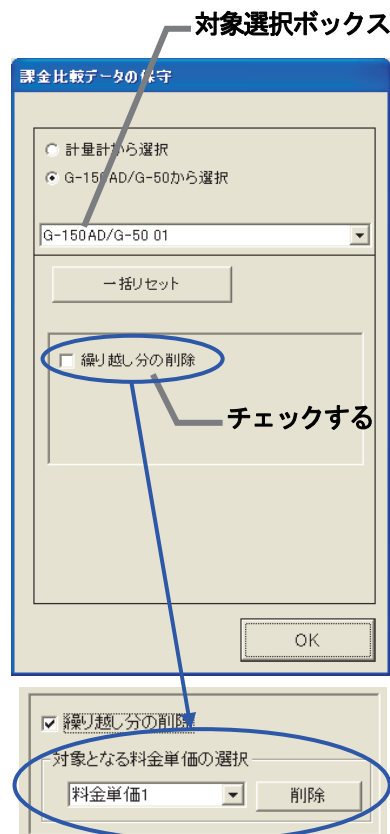 対象選択ボックス
課金比較データの保守
計量計から選択
G-150AD/G-50から選択
G-150AD/G-50 01
一括リセット
繰り越し分の削除
チェックする
OK
繰り越し分の削除
対象となる料金単価の選択
料金単価1
削除